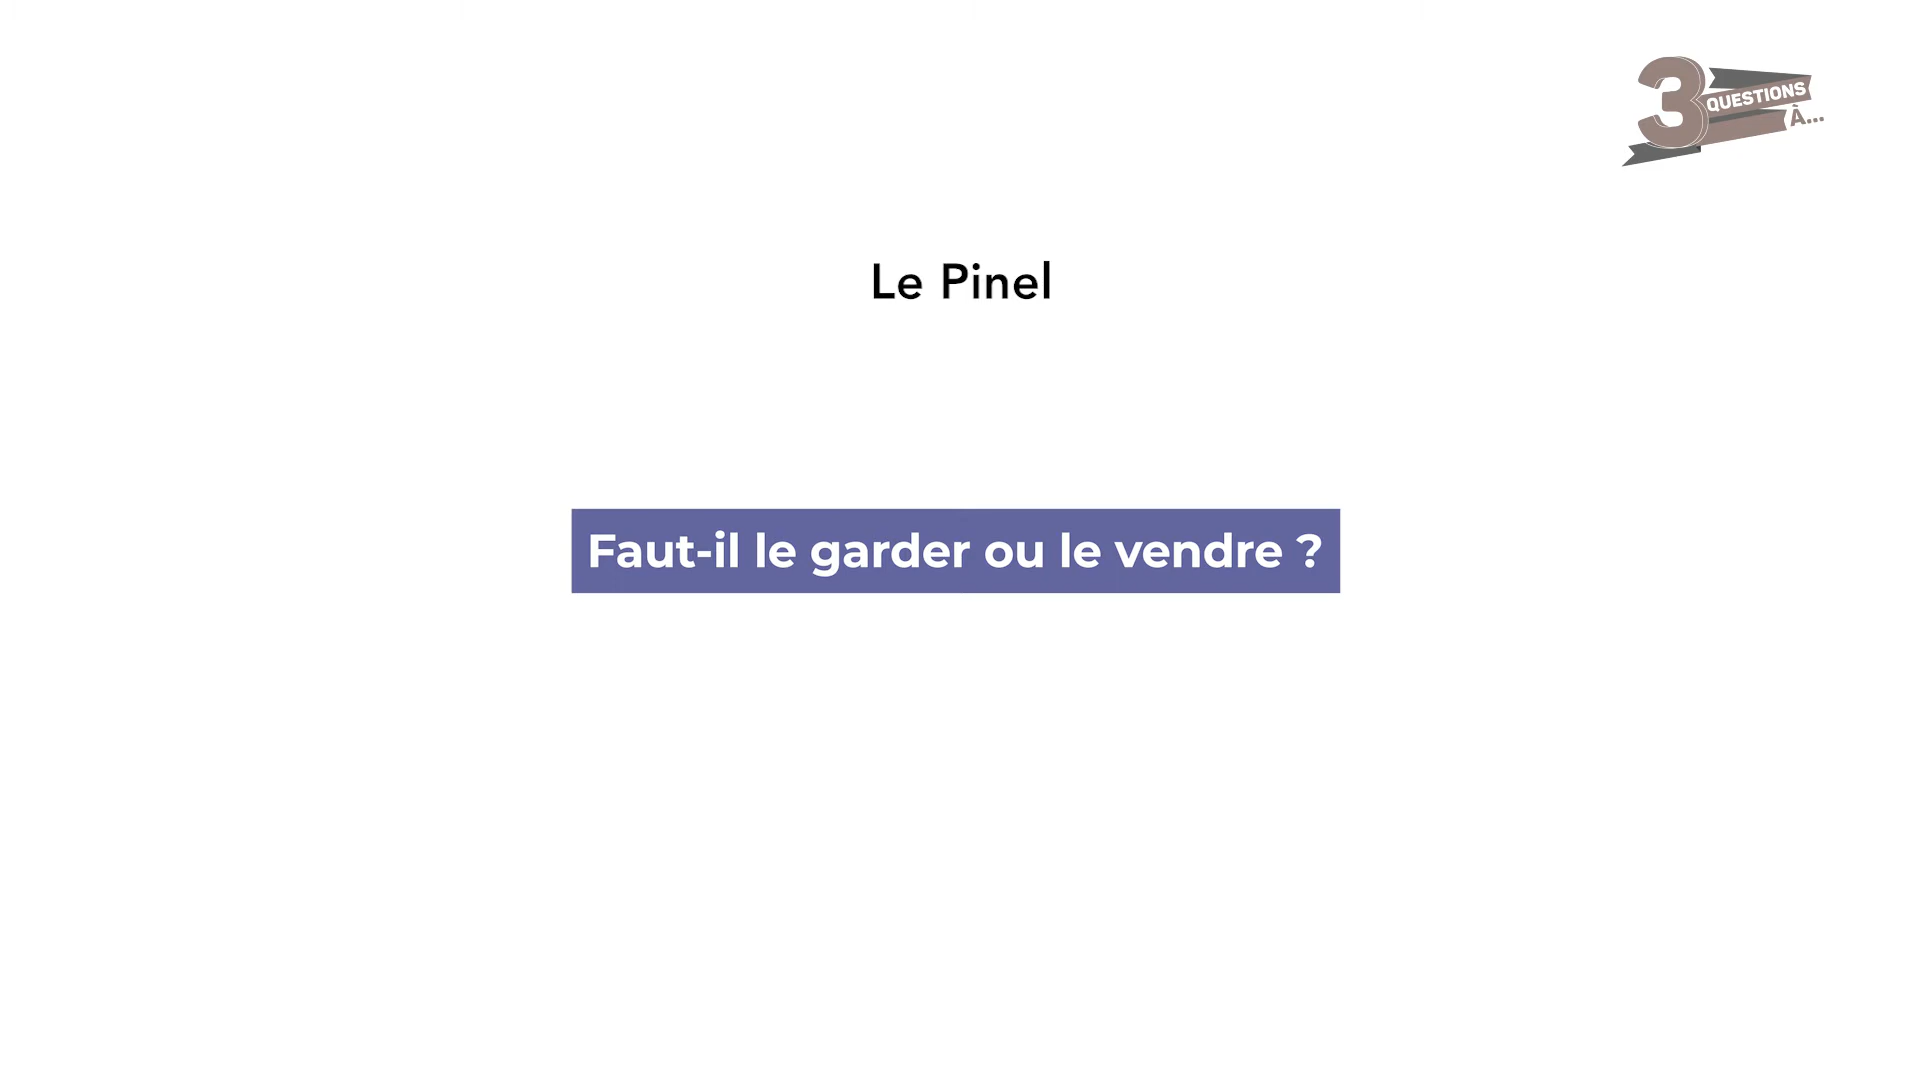 3 QUESTIONS
À...
Le Pinel
Faut-il le garder ou le vendre ?